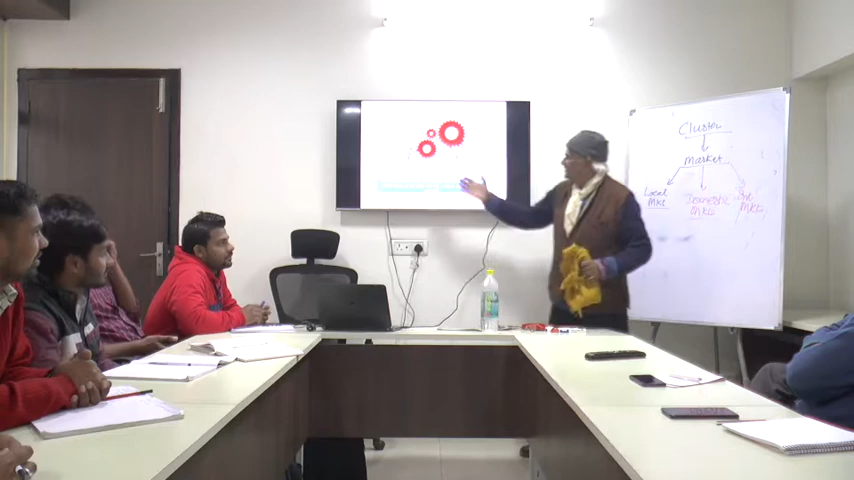 Cluster
Market
Local
Mkt
Domestic
Mkt
Int
Mkt